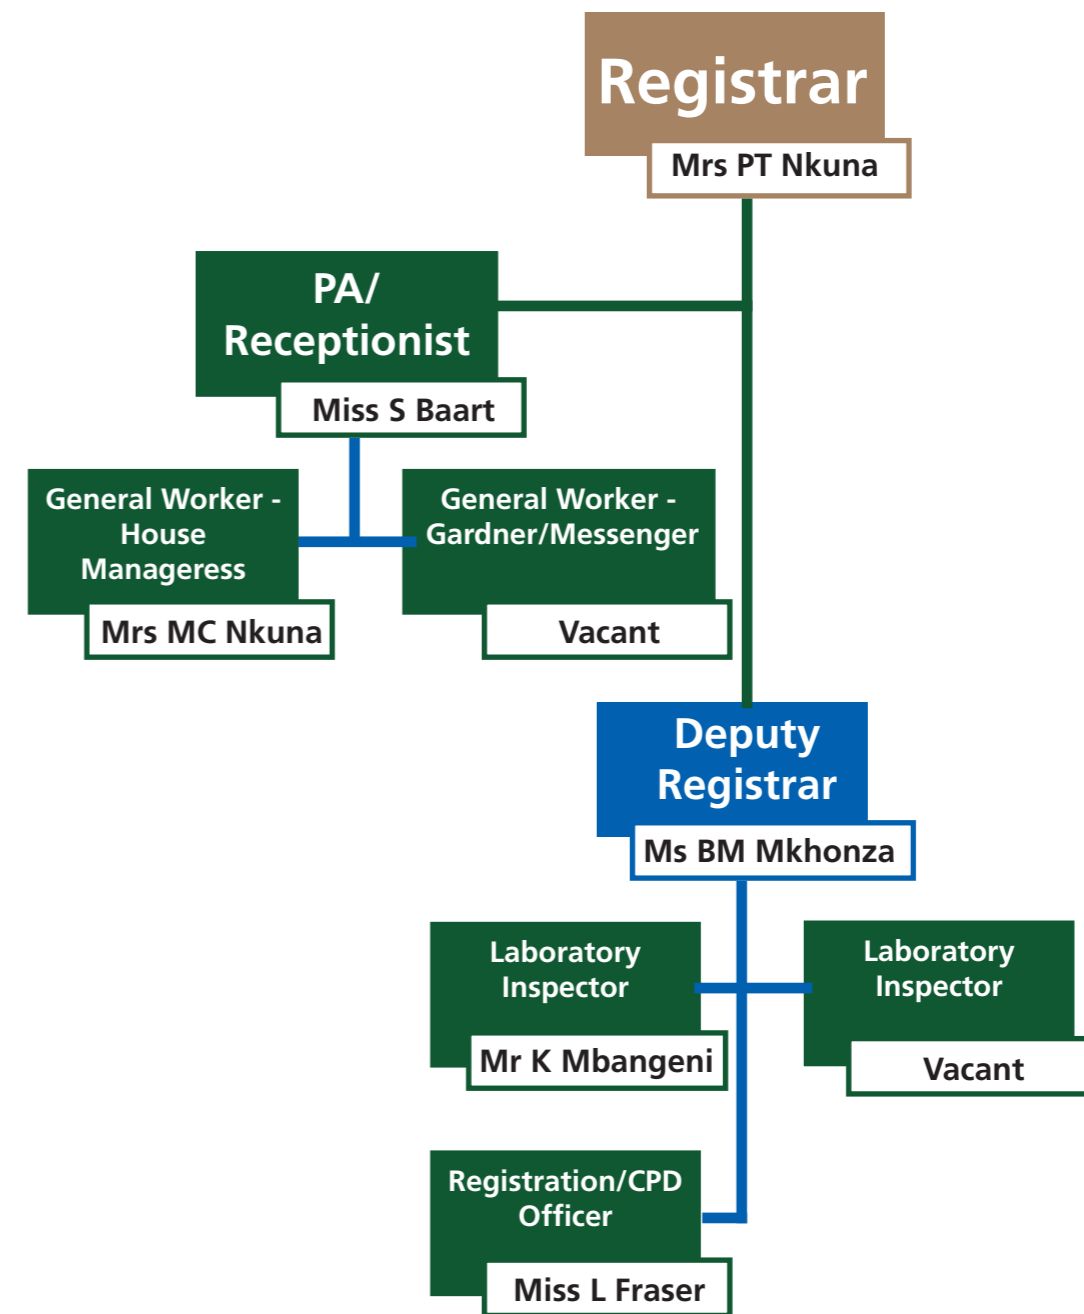 Registrar
Mrs PT Nkuna
PA/
Receptionist
Miss S Baart
General Worker -
House
Manageress
Mrs MC Nkuna
General Worker -
Gardner/Messenger
Vacant
Deputy
Registrar
Ms BM Mkhonza
Laboratory
Inspector
Mr K Mbangeni
Laboratory
Inspector
Vacant
Registration/CPD
Officer
Miss L Fraser